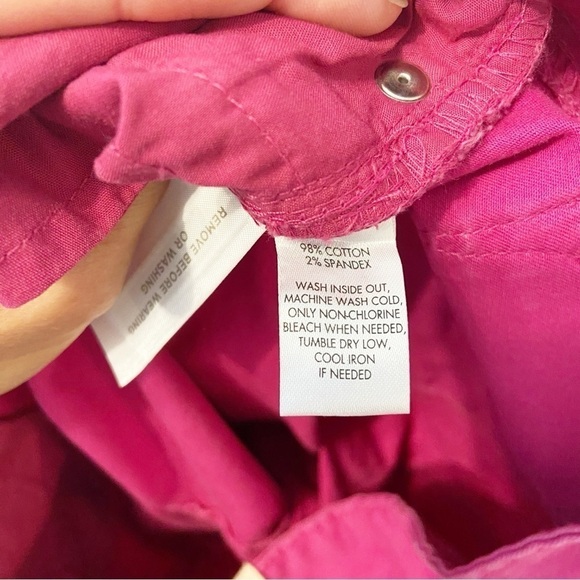 98% COTTON
2% SPANDEX
WASH INSIDE OUT,
MACHINE WASH COLD,
ONLY NON-CHLORINE
BLEACH WHEN NEEDED,
TUMBLE DRY LOW,
COOL IRON
IF NEEDED
REMOVE BEFORE WEARING
OR WASHING